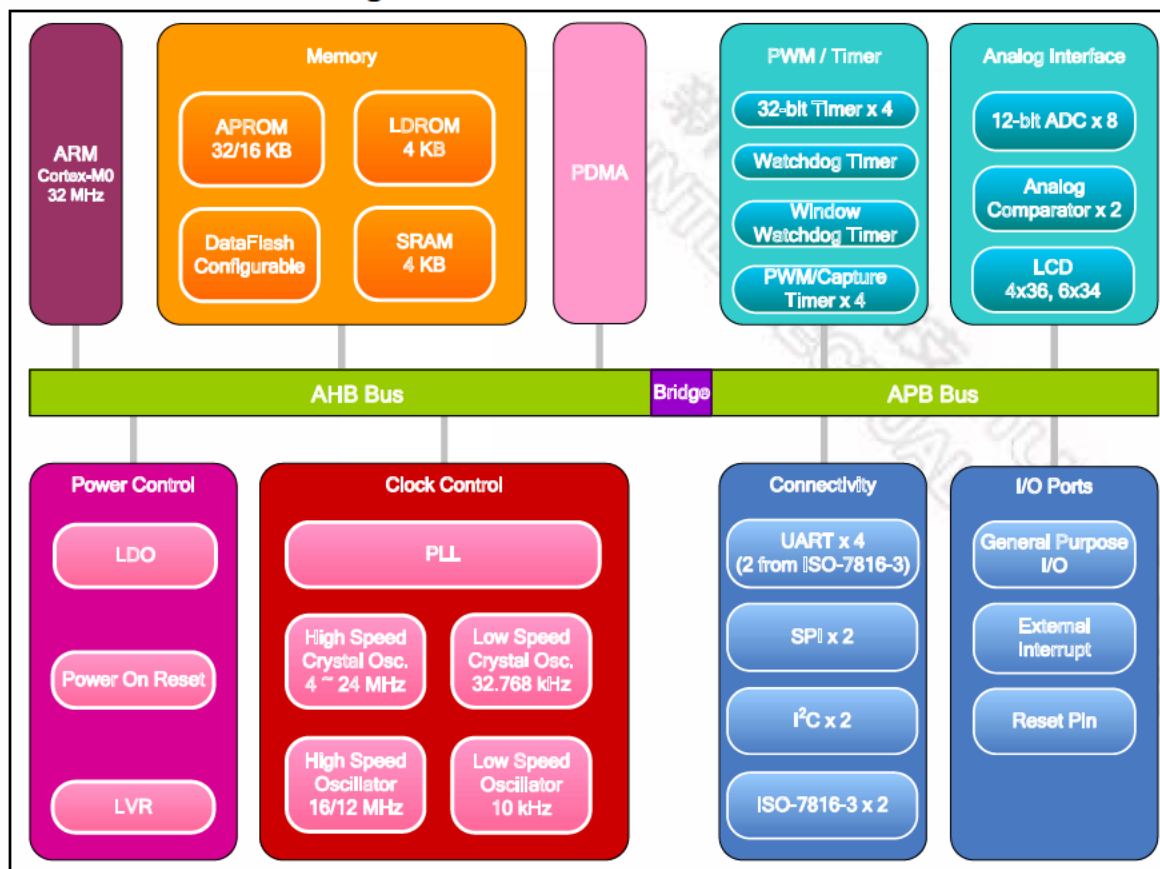 ARM
Cortex-M0
32 MHz
Memory
APROM
32/16 KB
LDROM
4 KB
DataFlash
Configurable
SRAM
4 KB
PDMA
PWM / Timer
32-bit Timer x 4
Watchdog Timer
Window
Watchdog Timer
PWM/Capture
Timer x 4
Analog Interface
12-bit ADC x 8
Analog
Comparator x 2
LCD
4x36, 6x34
AHB Bus
Bridge
APB Bus
Power Control
LDO
Power On Reset
LVR
Clock Control
PLL
High Speed
Crystal Osc.
4 ~ 24 MHz
Low Speed
Crystal Osc.
32.768 kHz
High Speed
Oscillator
16/12 MHz
Low Speed
Oscillator
10 kHz
Connectivity
UART x 4
(2 from ISO-7816-3)
SPI x 2
I²C x 2
ISO-7816-3 x 2
I/O Ports
General Purpose
I/O
External
Interrupt
Reset Pin